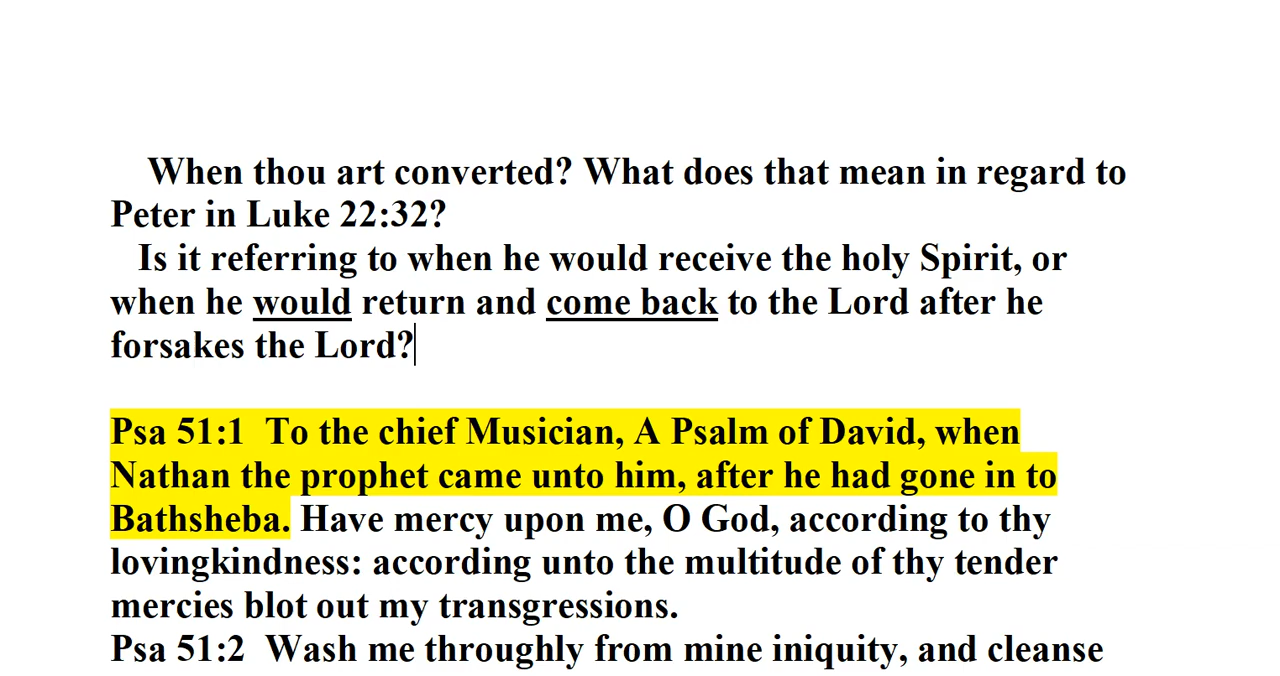 When thou art converted? What does that mean in regard to
Peter in Luke 22:32?
Is it referring to when he would receive the holy Spirit, or
when he would return and come back to the Lord after he
forsakes the Lord?
Psa 51:1 To the chief Musician, A Psalm of David, when
Nathan the prophet came unto him, after he had gone in to
Bathsheba. Have mercy upon me, O God, according to thy
lovingkindness: according unto the multitude of thy tender
mercies blot out my transgressions.
Psa 51:2 Wash me throughly from mine iniquity, and cleanse